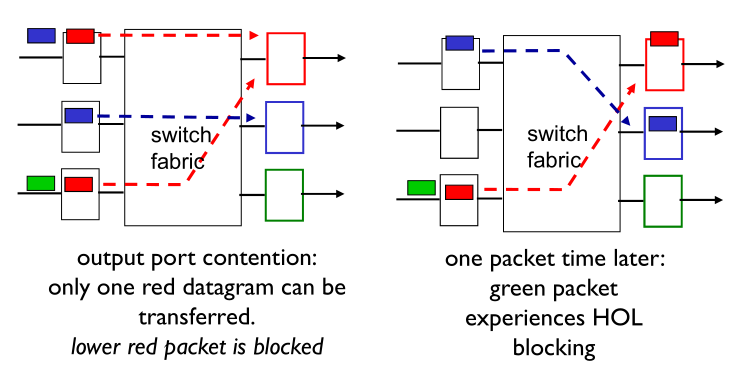 switch
fabric
output port contention:
only one red datagram can be
transferred.
lower red packet is blocked
switch
fabric
one packet time later:
green packet
experiences HOL
blocking